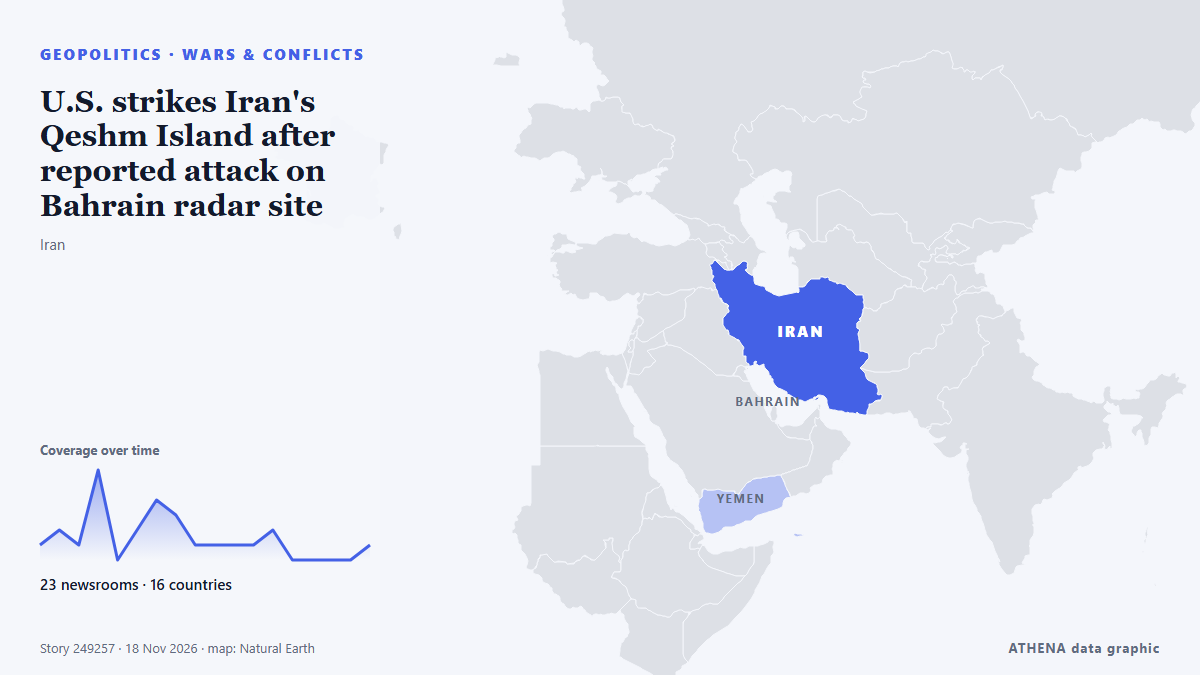 GEOPOLITICS · WARS & CONFLICTS
U.S. strikes Iran's
Qeshm Island after
reported attack on
Bahrain radar site
Iran
IRAN
BAHRAIN
YEMEN
Coverage over time
23 newsrooms · 16 countries
Story 249257 · 18 Nov 2026 · map: Natural Earth
ATHENA data graphic